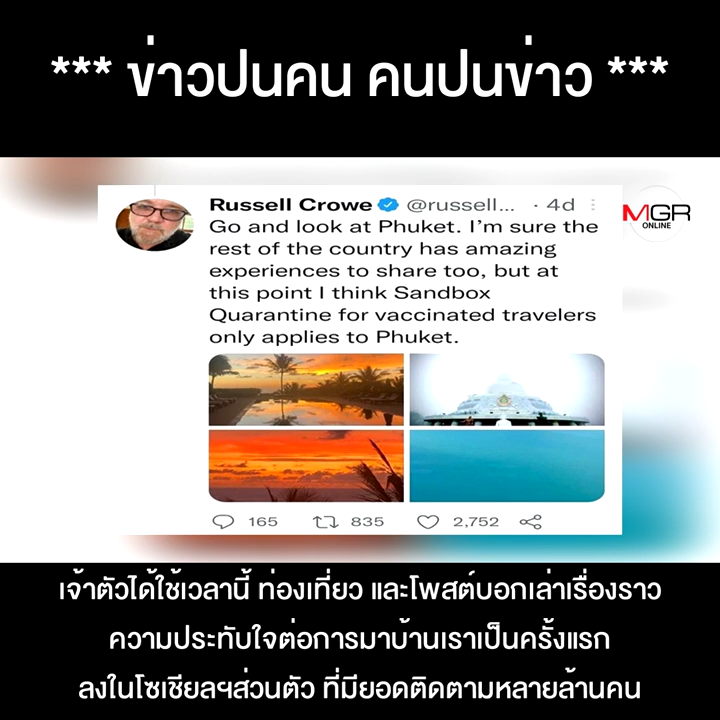 *** ข่าวปนคน คนปนข่าว ***
Russell Crowe @russell... · 4d
MGR
ONLINE
Go and look at Phuket. I'm sure the
rest of the country has amazing
experiences to share too, but at
this point I think Sandbox
Quarantine for vaccinated travelers
only applies to Phuket.
165 835 2,752
เจ้าตัวได้ใช้เวลานี้ ท่องเที่ยว และโพสต์บอกเล่าเรื่องราว
ความประทับใจต่อการมาบ้านเราเป็นครั้งแรก
ลงในโซเชียลฯส่วนตัว ที่มียอดติดตามหลายล้านคน